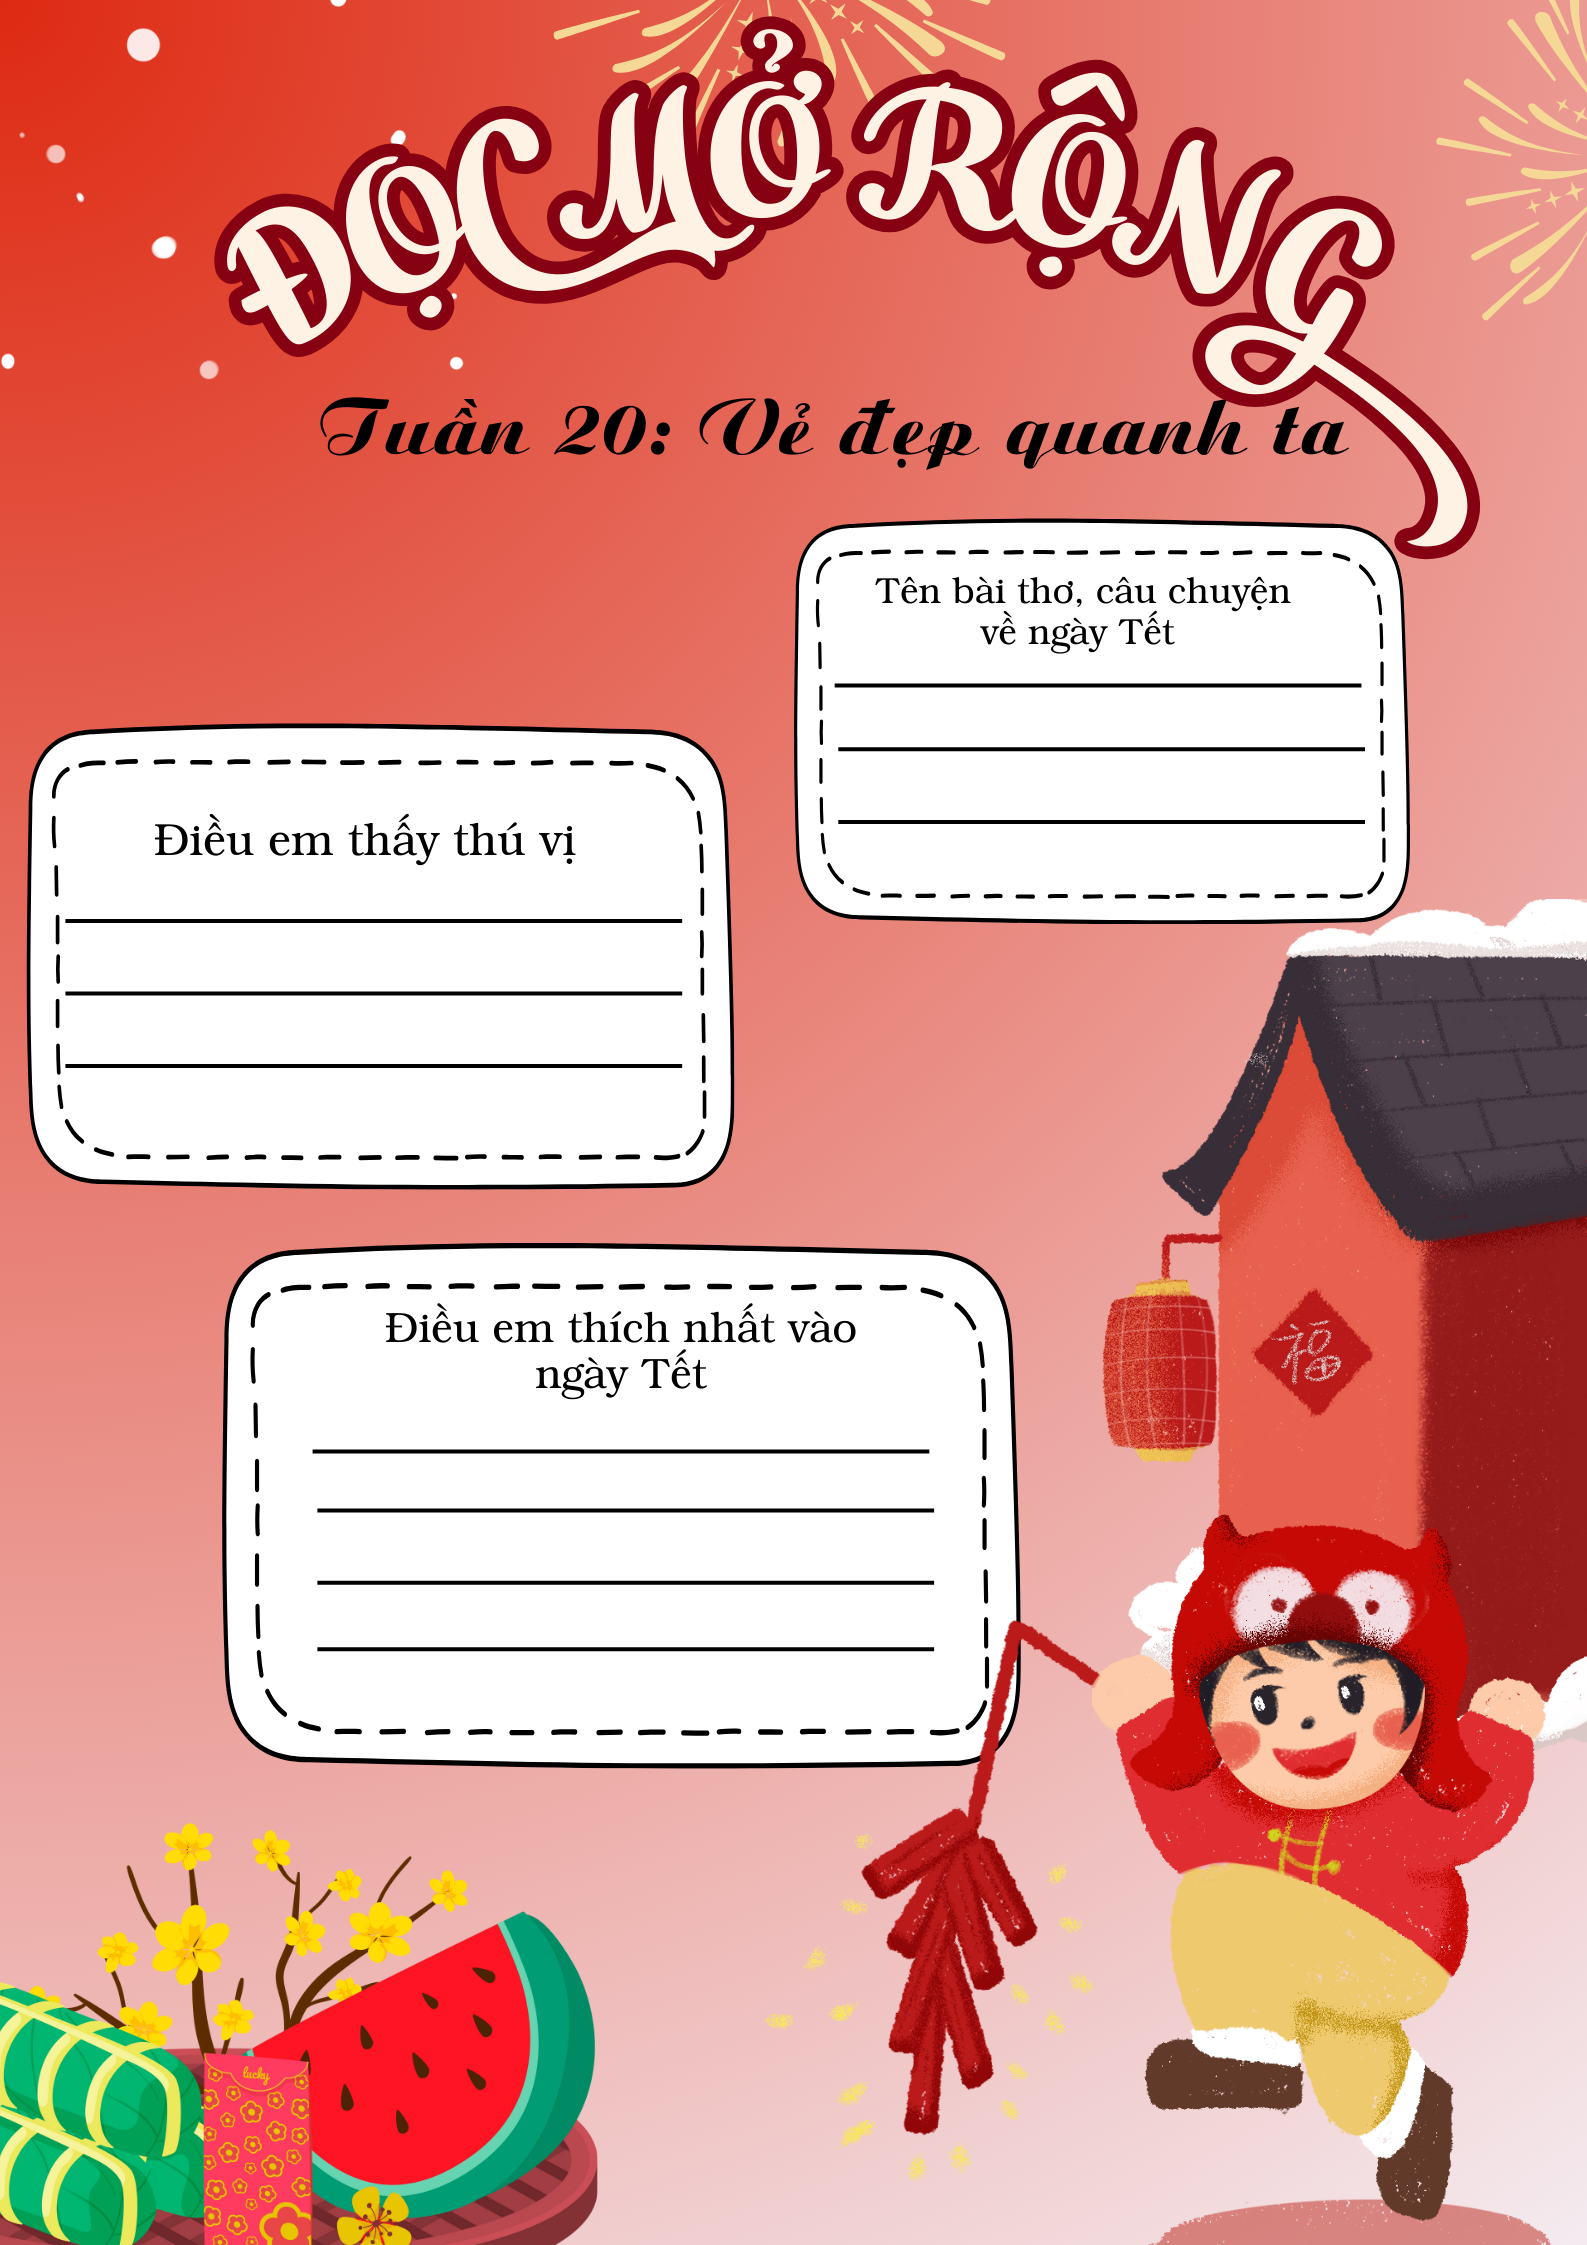 ĐỌC MỞ RỘNG
Tuần 20: Vẻ đẹp quanh ta
Tên bài thơ, câu chuyện
về ngày Tết
Điều em thấy thú vị
Điều em thích nhất vào
ngày Tết
福
lucky